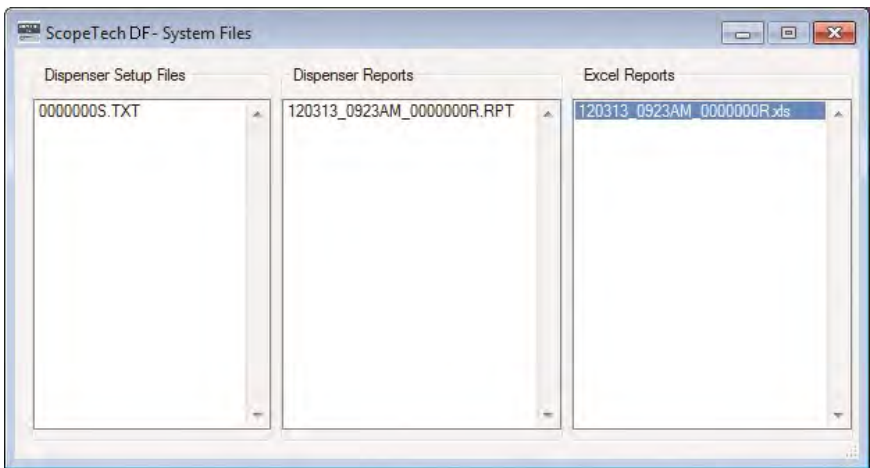 ScopeTech DF- System Files
Dispenser Setup Files
Dispenser Reports
Excel Reports
0000000S.TXT
120313_0923AM_0000000R.RPT
120313_0923AM_0000000R.xls